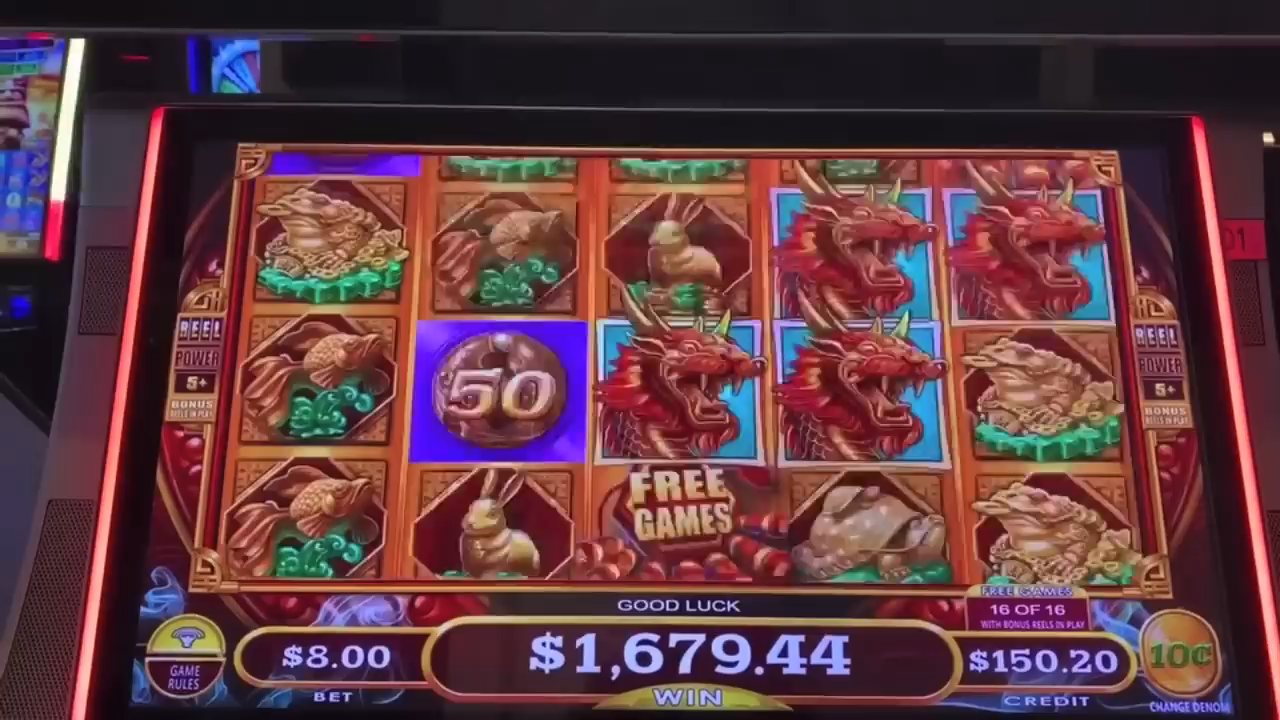 01
REEL
POWER
5+
BONUS
REELS IN PLAY
50
FREE
GAMES
REEL
POWER
5+
BONUS
REELS IN PLAY
GOOD LUCK
FREE GAMES
16 OF 16
WITH BONUS REELS IN PLAY
GAME
RULES
$8.00
BET
$1,679.44
WIN
$150.20
CREDIT
10¢
CHANGE DENOM